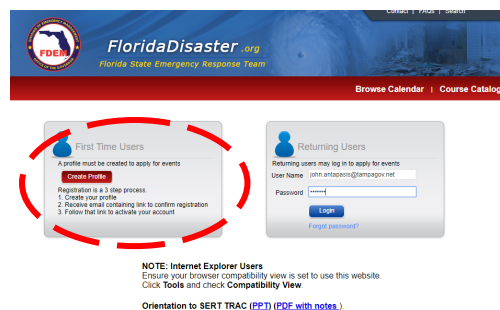 Contact | FAQs | Search
FDEM
FloridaDisaster.org
Florida State Emergency Response Team
Browse Calendar | Course Catalog
First Time Users
A profile must be created to apply for events
Create Profile
Registration is a 3 step process.
1. Create your profile
2. Receive email containing link to confirm registration
3. Follow that link to activate your account
Returning Users
Returning users may log in to apply for events
User Name john.antapasis@tampagov.net
Password
Login
Forgot password?
NOTE: Internet Explorer Users
Ensure your browser compatibility view is set to use this website.
Click Tools and check Compatibility View.
Orientation to SERT TRAC (PPT) (PDF with notes ).